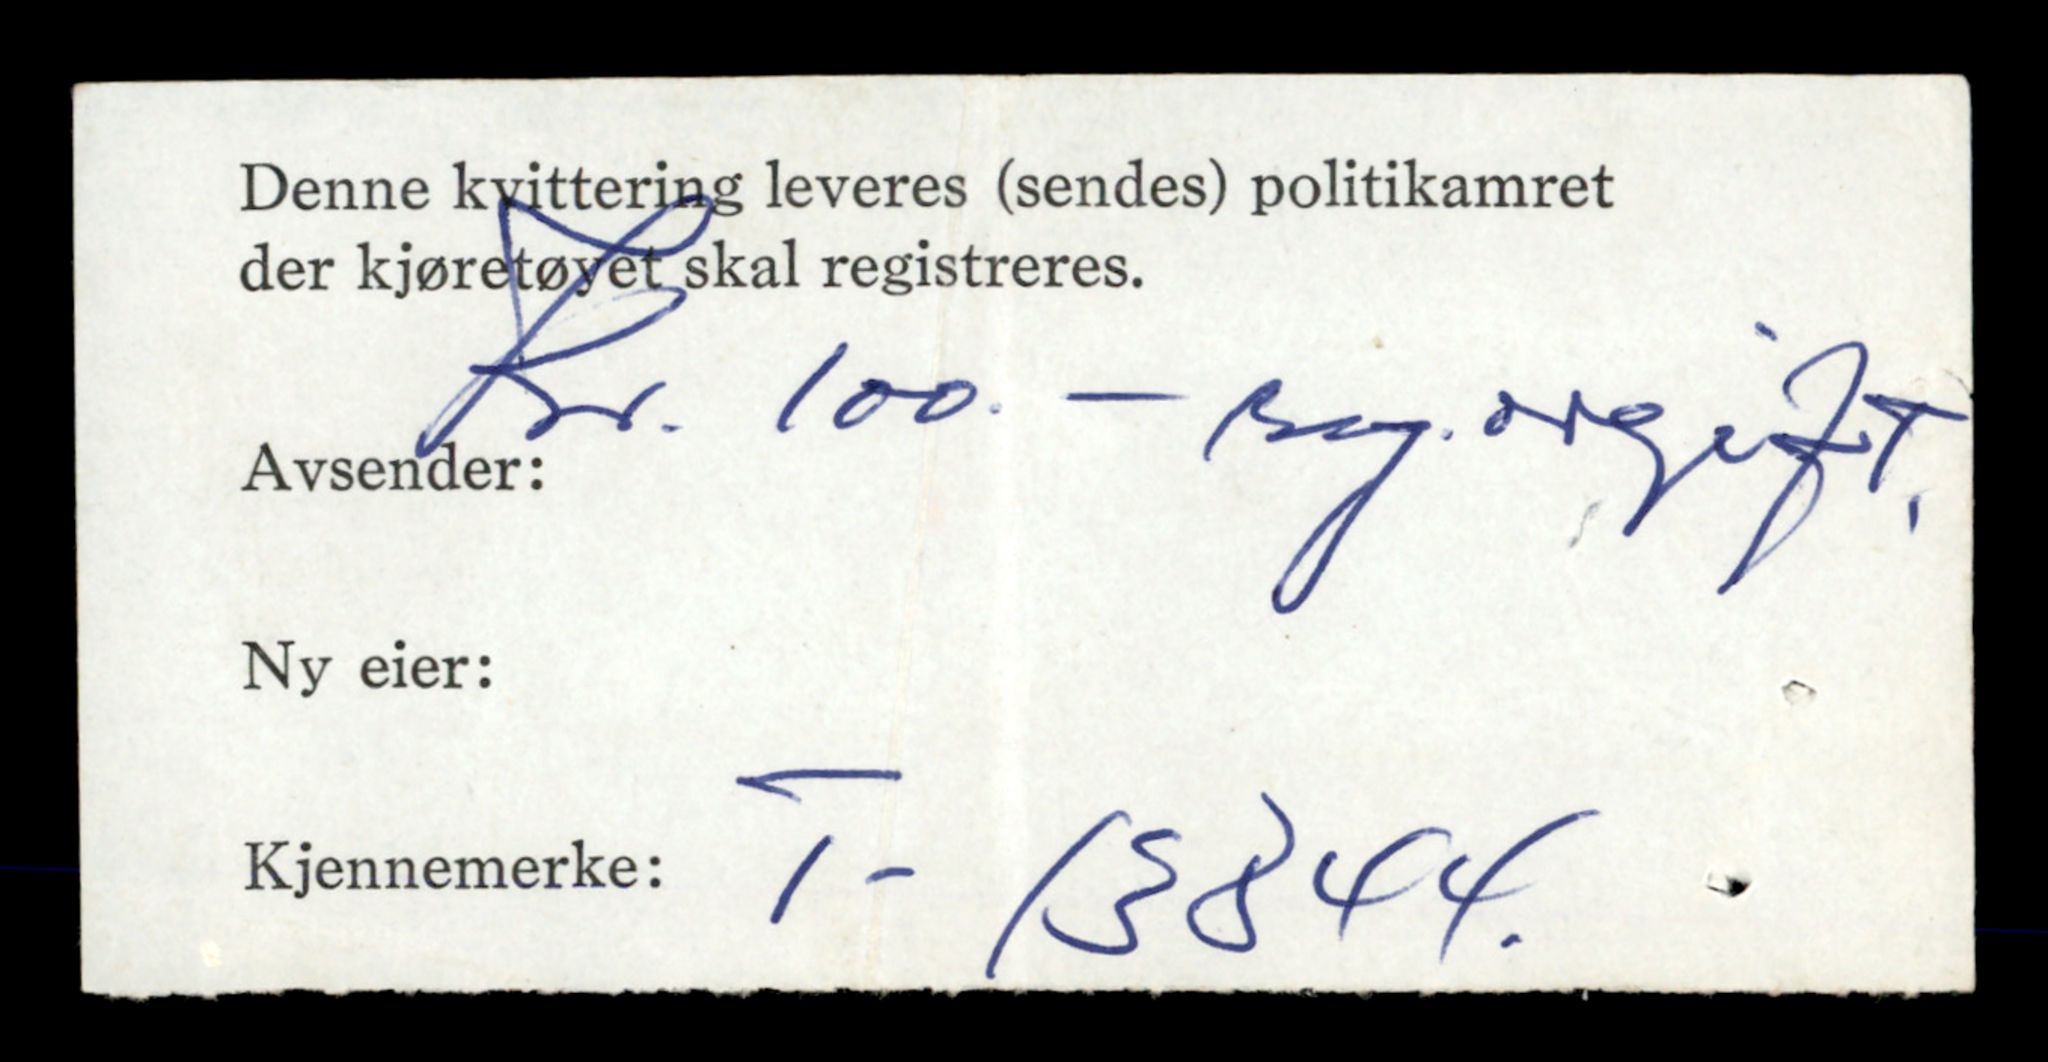 Denne kvittering leveres (sendes) politikamret
der kjøretøyet skal registreres.
Kr. 100. — reg. avgift.
Avsender:
Ny eier:
Kjennemerke: T - 13844.